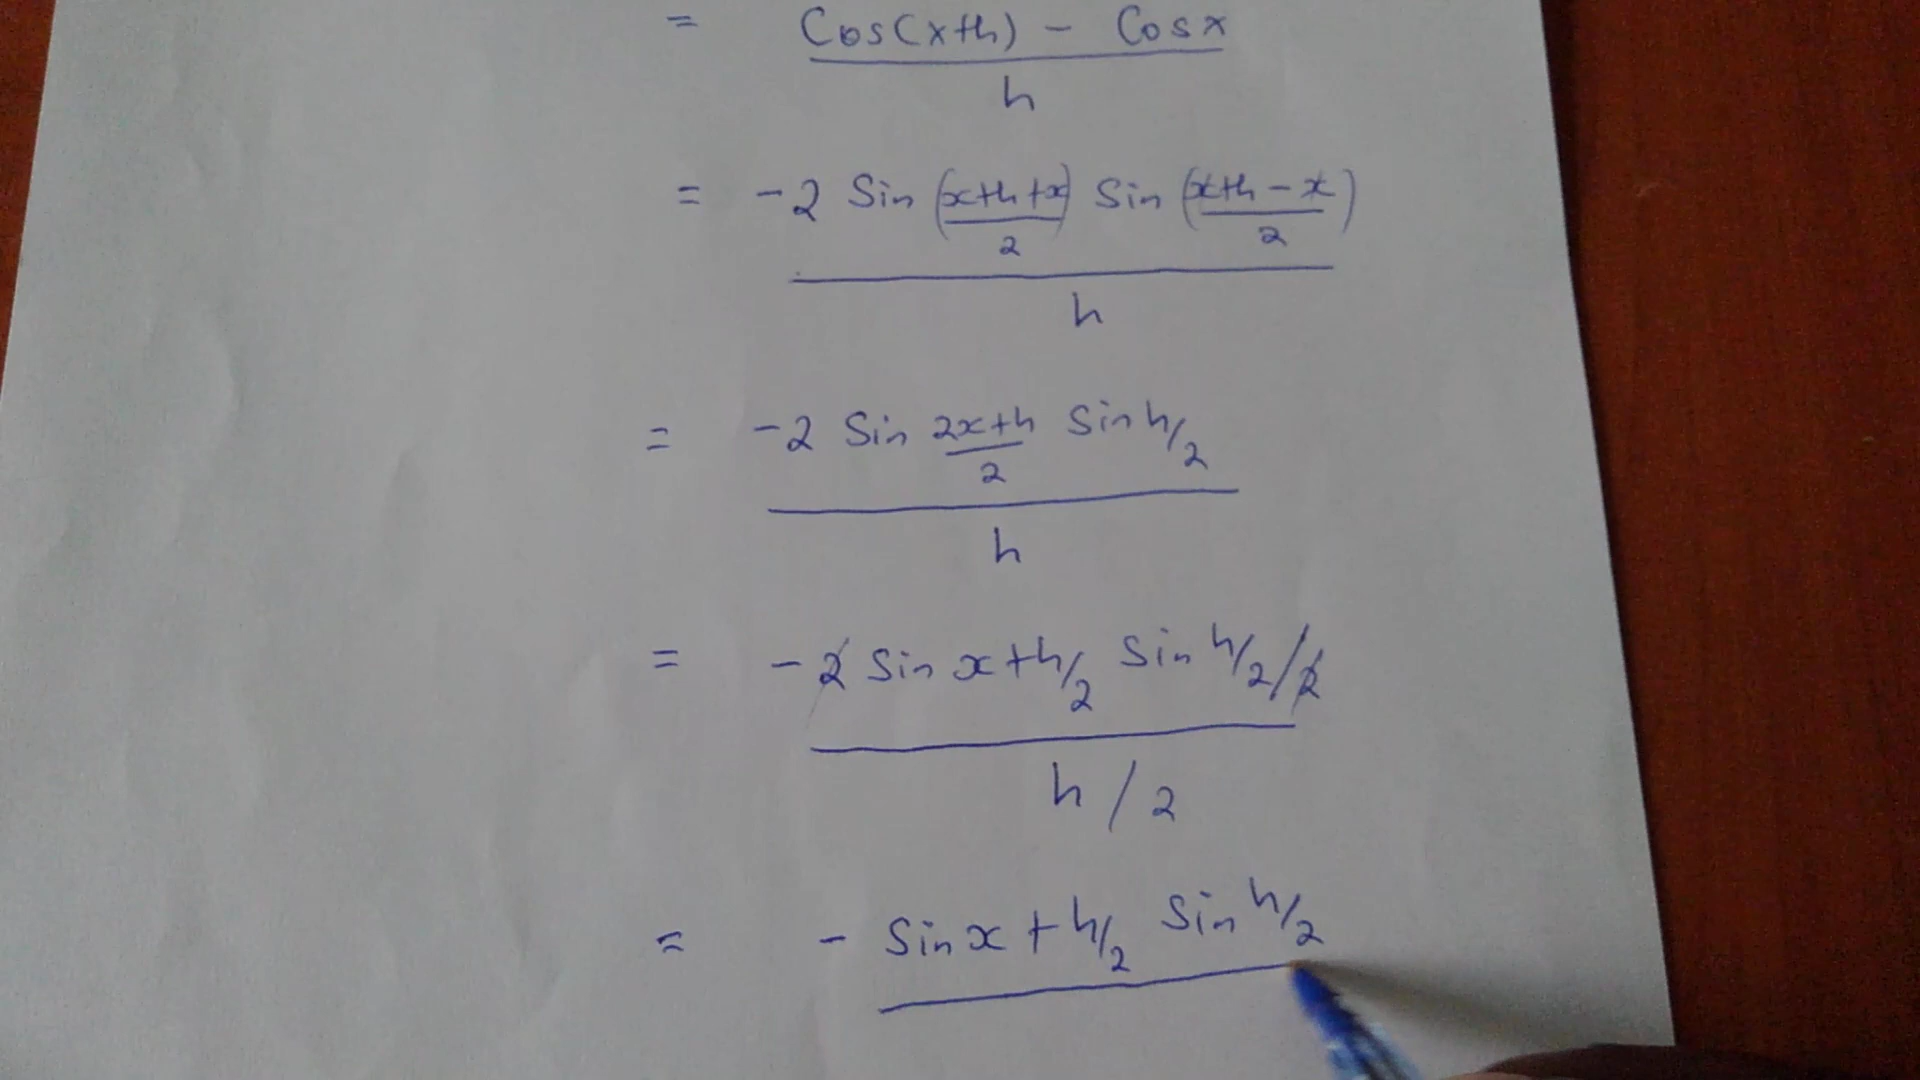 = Cos(x+h) - Cos x
h
= -2 Sin (x+h+x) Sin (x+h-x)
2 2
h
= -2 Sin 2x+h Sin h/2
2
h
= -2 Sin x+h/2 Sin h/2/2
h/2
= - Sin x + h/2 Sin h/2